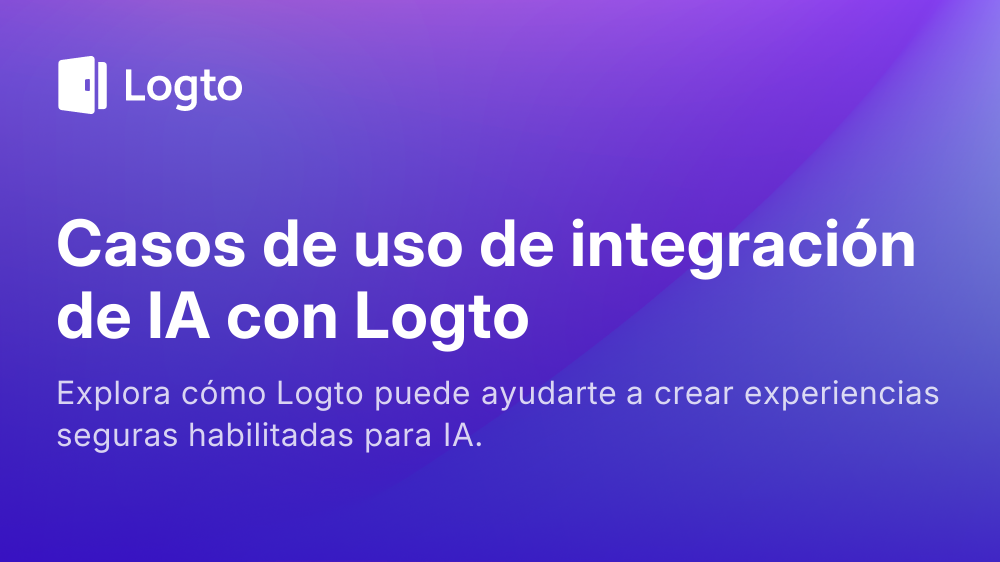 Logto
Casos de uso de integración
de IA con Logto
Explora cómo Logto puede ayudarte a crear experiencias
seguras habilitadas para IA.